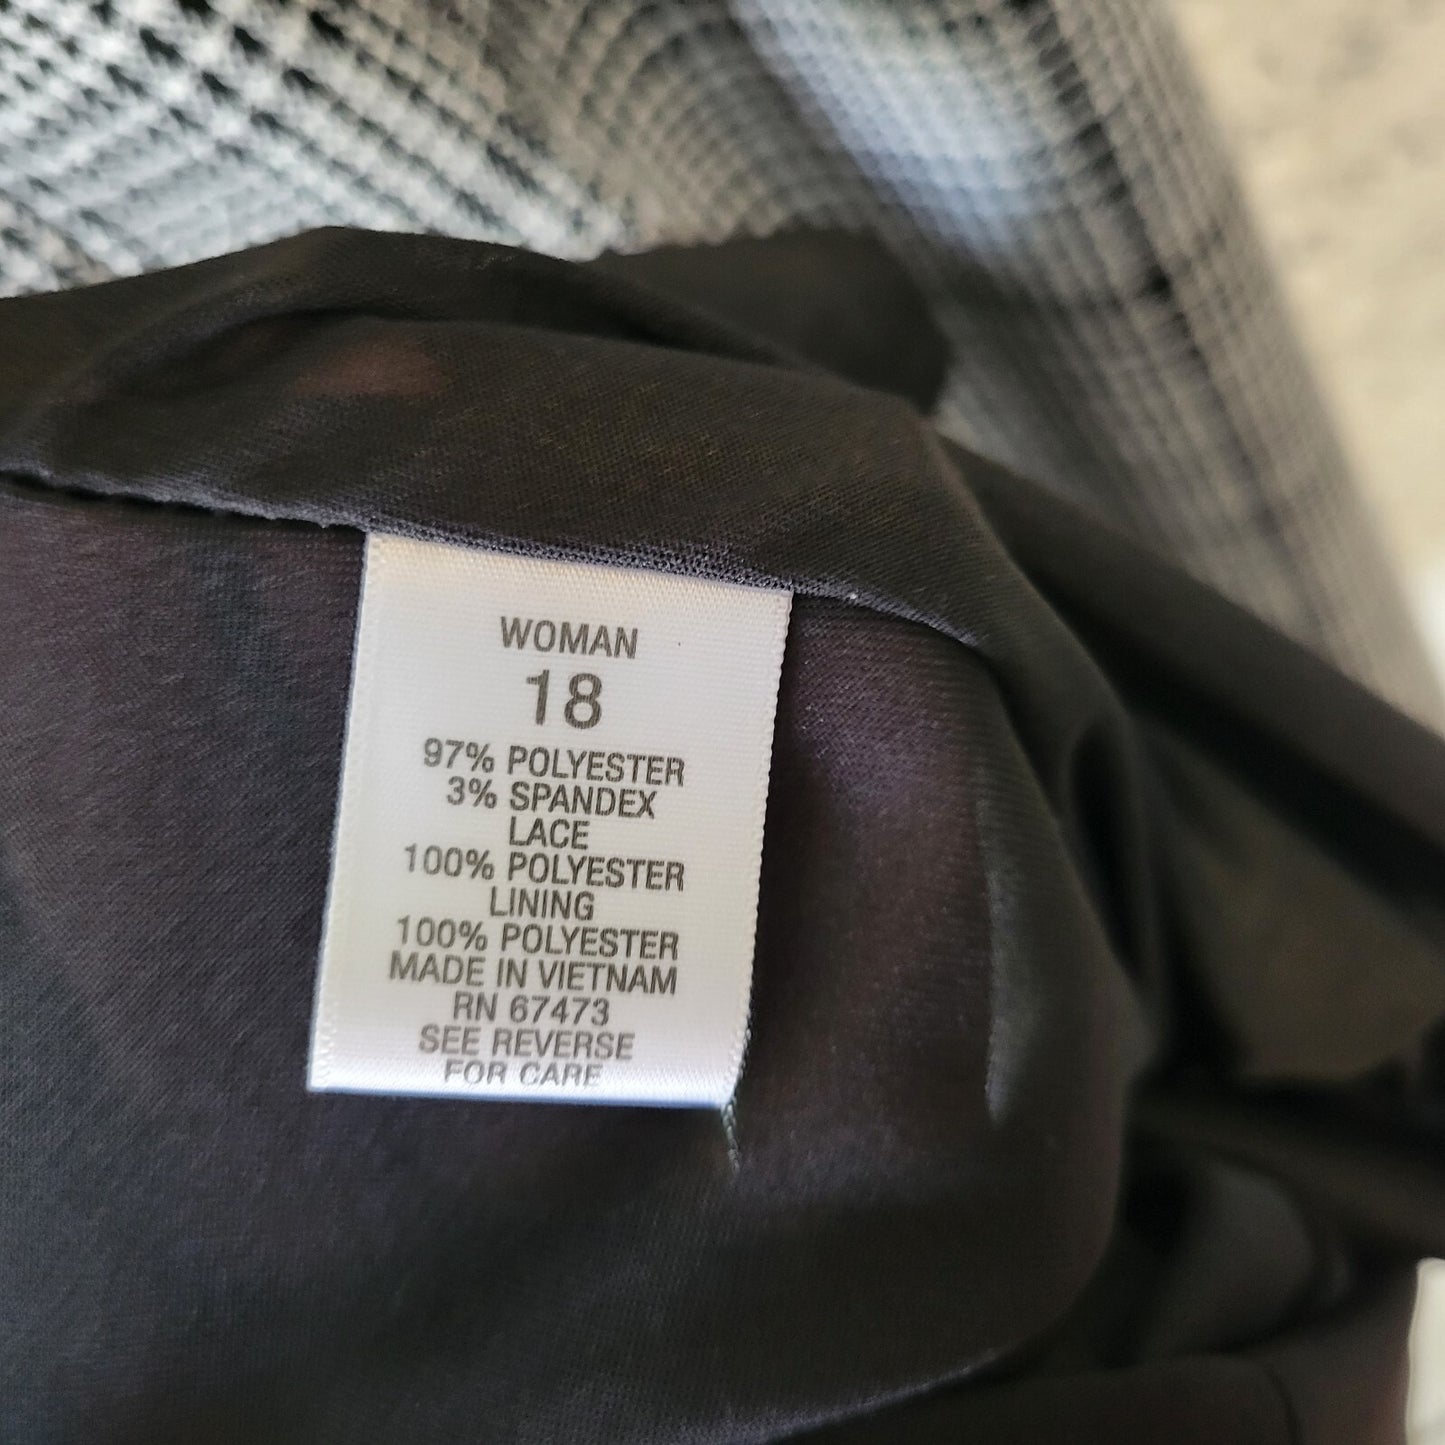 WOMAN
18
97% POLYESTER
3% SPANDEX
LACE
100% POLYESTER
LINING
100% POLYESTER
MADE IN VIETNAM
RN 67473
SEE REVERSE
FOR CARE